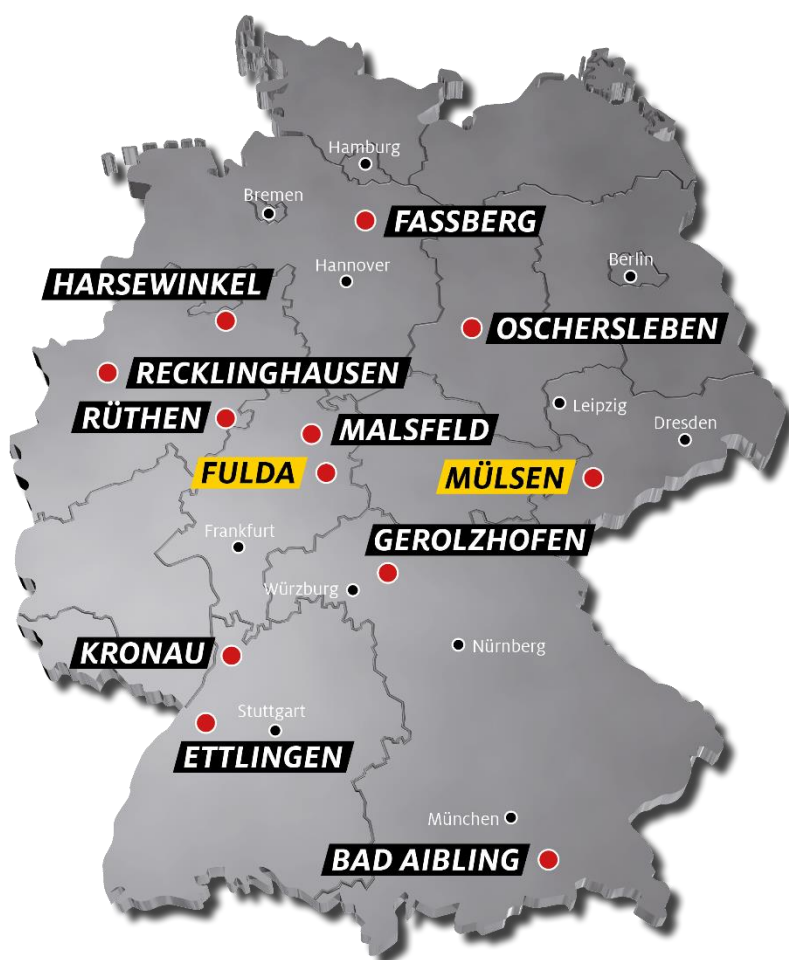 Hamburg
Bremen
FASSBERG
Hannover
Berlin
HARSEWINKEL
OSCHERSLEBEN
RECKLINGHAUSEN
Leipzig
RÜTHEN
MALSFELD
Dresden
FULDA
MÜLSEN
Frankfurt
GEROLZHOFEN
Würzburg
KRONAU
Nürnberg
Stuttgart
ETTLINGEN
München
BAD AIBLING